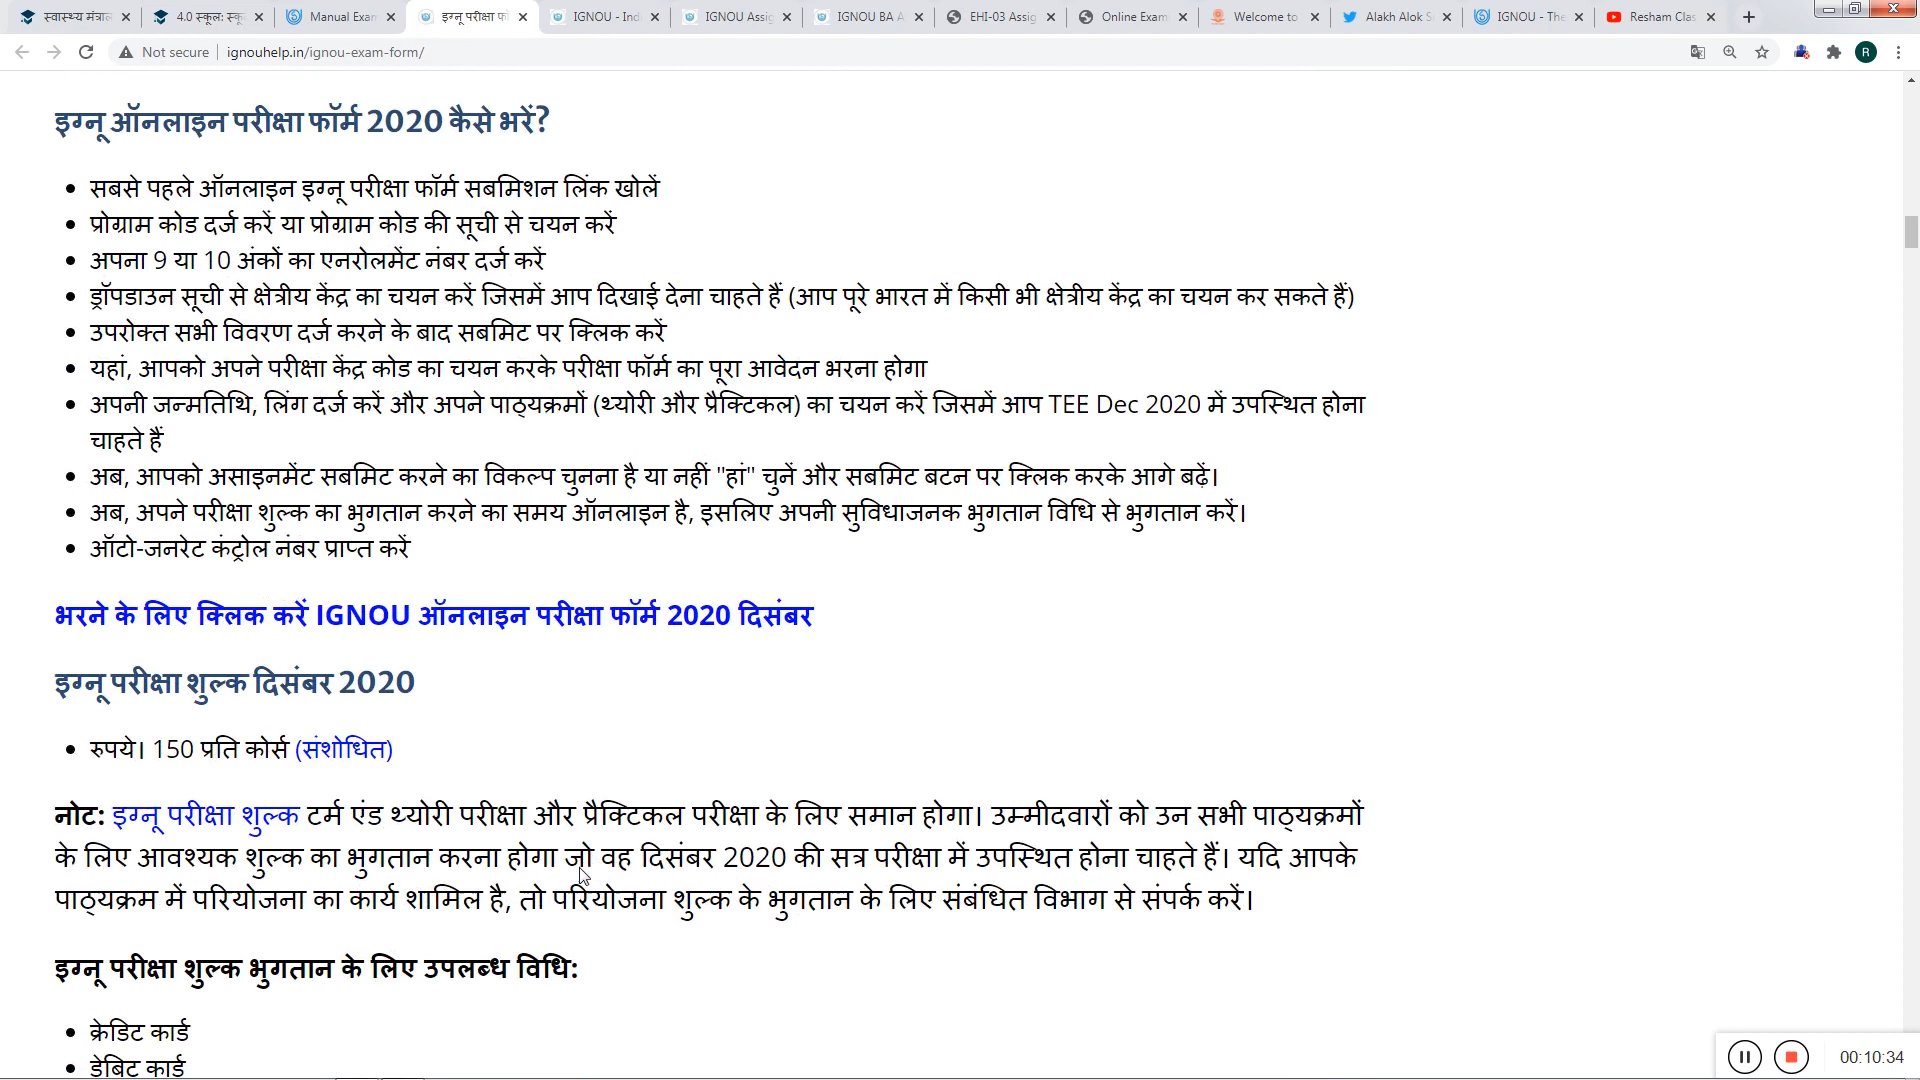 स्वास्थ्य मंत्राल
4.0 स्कूल: स्कू
Manual Exan
इग्नू परीक्षा फॉ
IGNOU - Ind
IGNOU Assig
IGNOU BA A
EHI-03 Assig
Online Exam
Welcome to
Alakh Alok S
IGNOU - The
Resham Clas
Not secure
ignouhelp.in/ignou-exam-form/
R
इग्नू ऑनलाइन परीक्षा फॉर्म 2020 कैसे भरें?
सबसे पहले ऑनलाइन इग्नू परीक्षा फॉर्म सबमिशन लिंक खोलें
प्रोग्राम कोड दर्ज करें या प्रोग्राम कोड की सूची से चयन करें
अपना 9 या 10 अंकों का एनरोलमेंट नंबर दर्ज करें
ड्रॉपडाउन सूची से क्षेत्रीय केंद्र का चयन करें जिसमें आप दिखाई देना चाहते हैं (आप पूरे भारत में किसी भी क्षेत्रीय केंद्र का चयन कर सकते हैं)
उपरोक्त सभी विवरण दर्ज करने के बाद सबमिट पर क्लिक करें
यहां, आपको अपने परीक्षा केंद्र कोड का चयन करके परीक्षा फॉर्म का पूरा आवेदन भरना होगा
अपनी जन्मतिथि, लिंग दर्ज करें और अपने पाठ्यक्रमों (थ्योरी और प्रैक्टिकल) का चयन करें जिसमें आप TEE Dec 2020 में उपस्थित होना
चाहते हैं
अब, आपको असाइनमेंट सबमिट करने का विकल्प चुनना है या नहीं "हां" चुनें और सबमिट बटन पर क्लिक करके आगे बढ़ें।
अब, अपने परीक्षा शुल्क का भुगतान करने का समय ऑनलाइन है, इसलिए अपनी सुविधाजनक भुगतान विधि से भुगतान करें।
ऑटो-जनरेट कंट्रोल नंबर प्राप्त करें
भरने के लिए क्लिक करें IGNOU ऑनलाइन परीक्षा फॉर्म 2020 दिसंबर
इग्नू परीक्षा शुल्क दिसंबर 2020
रुपये। 150 प्रति कोर्स (संशोधित)
नोट: इग्नू परीक्षा शुल्क टर्म एंड थ्योरी परीक्षा और प्रैक्टिकल परीक्षा के लिए समान होगा। उम्मीदवारों को उन सभी पाठ्यक्रमों
के लिए आवश्यक शुल्क का भुगतान करना होगा जो वह दिसंबर 2020 की सत्र परीक्षा में उपस्थित होना चाहते हैं। यदि आपके
पाठ्यक्रम में परियोजना का कार्य शामिल है, तो परियोजना शुल्क के भुगतान के लिए संबंधित विभाग से संपर्क करें।
इग्नू परीक्षा शुल्क भुगतान के लिए उपलब्ध विधि:
क्रेडिट कार्ड
डेबिट कार्ड
00:10:34